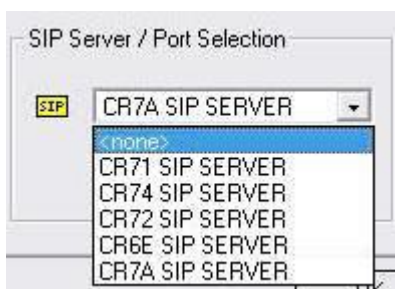 SIP Server / Port Selection
SIP CR7A SIP SERVER
<none>
CR71 SIP SERVER
CR74 SIP SERVER
CR72 SIP SERVER
CR6E SIP SERVER
CR7A SIP SERVER